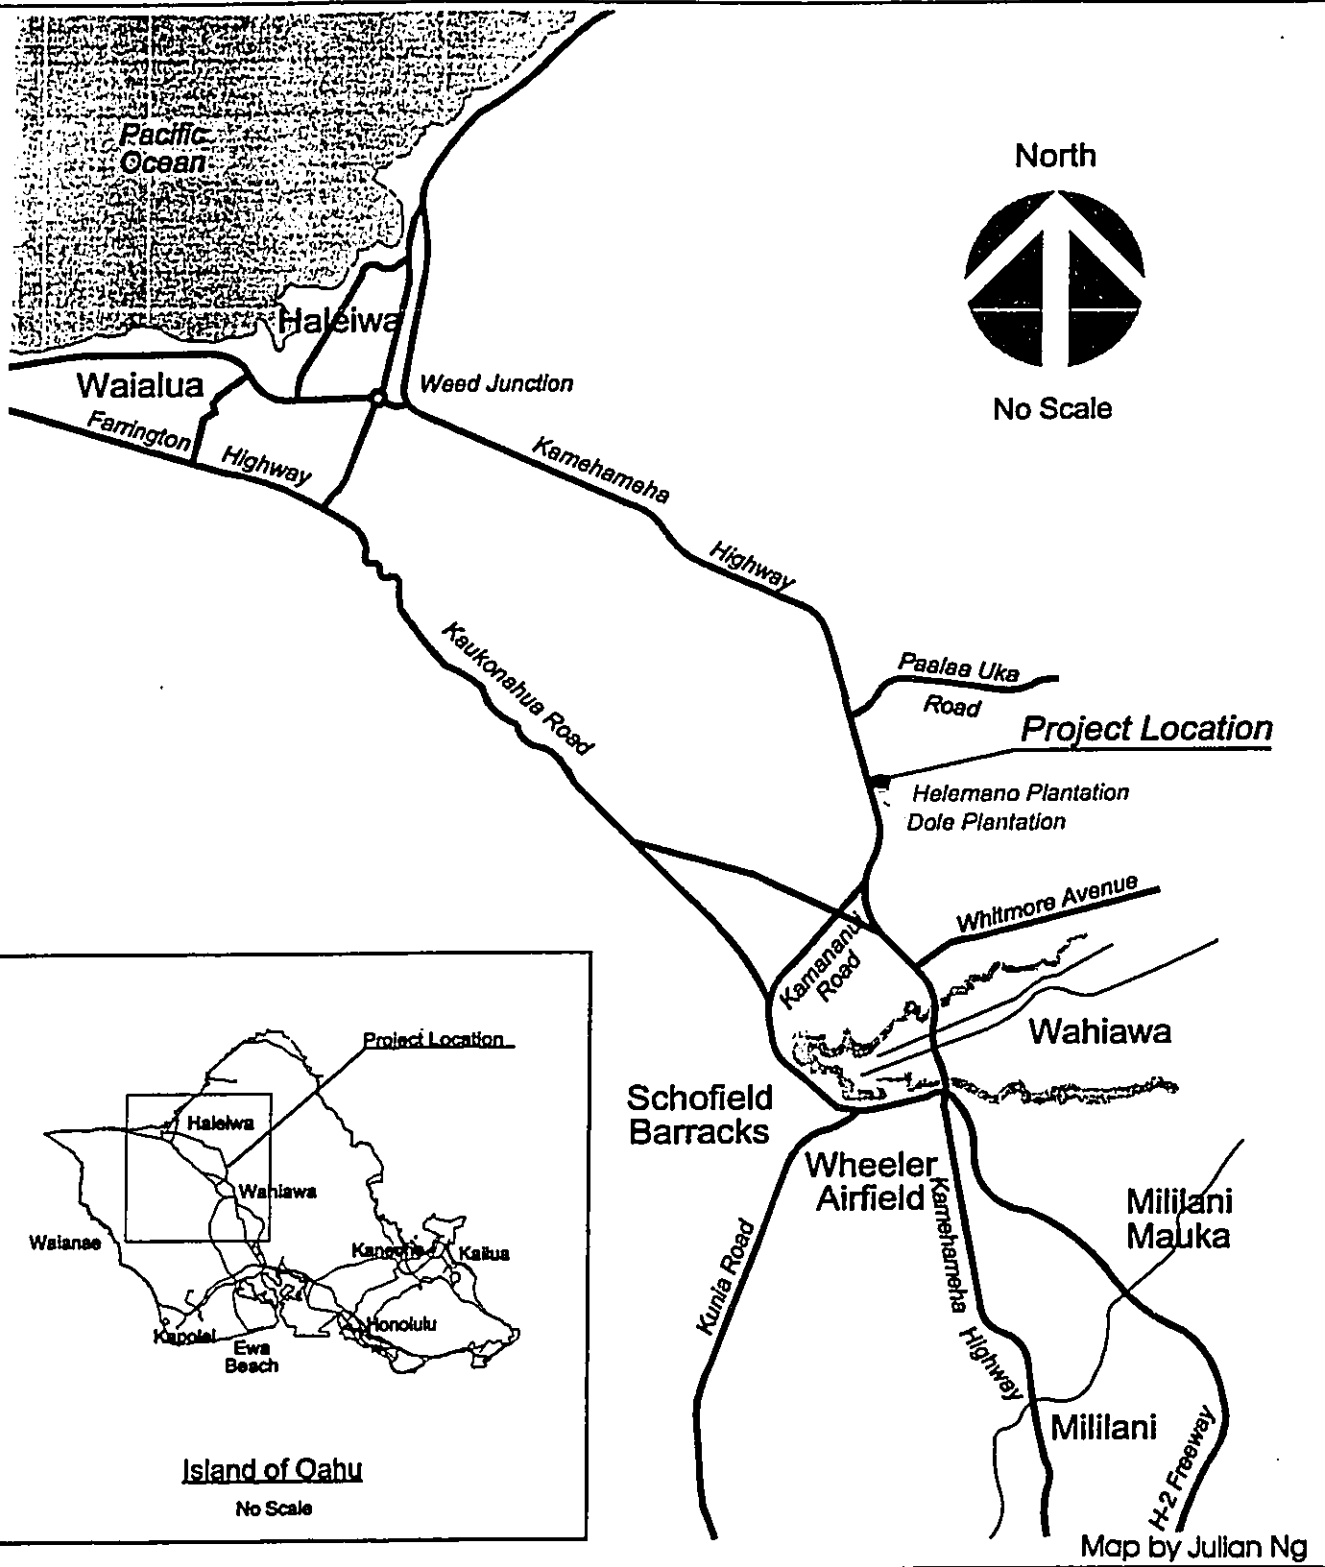 Pacific
Ocean
North
No Scale
Haleiwa
Waialua
Weed Junction
Farrington
Highway
Kamehameha
Highway
Kaukonahua Road
Paalaa Uka
Road
Project Location
Helemano Plantation
Dole Plantation
Whitmore Avenue
Kamananui
Road
Wahiawa
Schofield
Barracks
Wheeler
Airfield
Kunia Road
Kamehameha
Highway
Mililani
Mauka
Mililani
H-2 Freeway
Map by Julian Ng
Project Location
Haleiwa
Wahiawa
Waianae
Kaneohe
Kailua
Kapolei
Ewa
Beach
Honolulu
Island of Oahu
No Scale